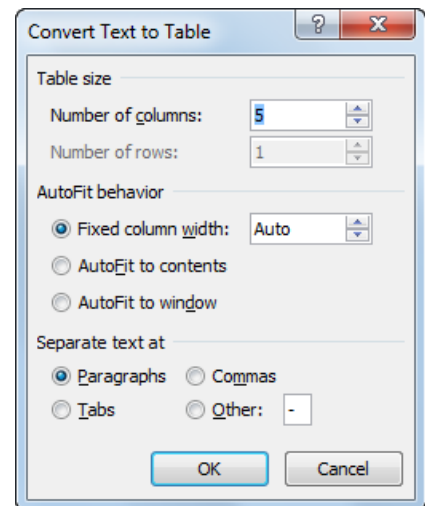 Convert Text to Table
Table size
Number of columns: 5
Number of rows: 1
AutoFit behavior
Fixed column width: Auto
AutoFit to contents
AutoFit to window
Separate text at
Paragraphs Commas
Tabs Other: -
OK Cancel